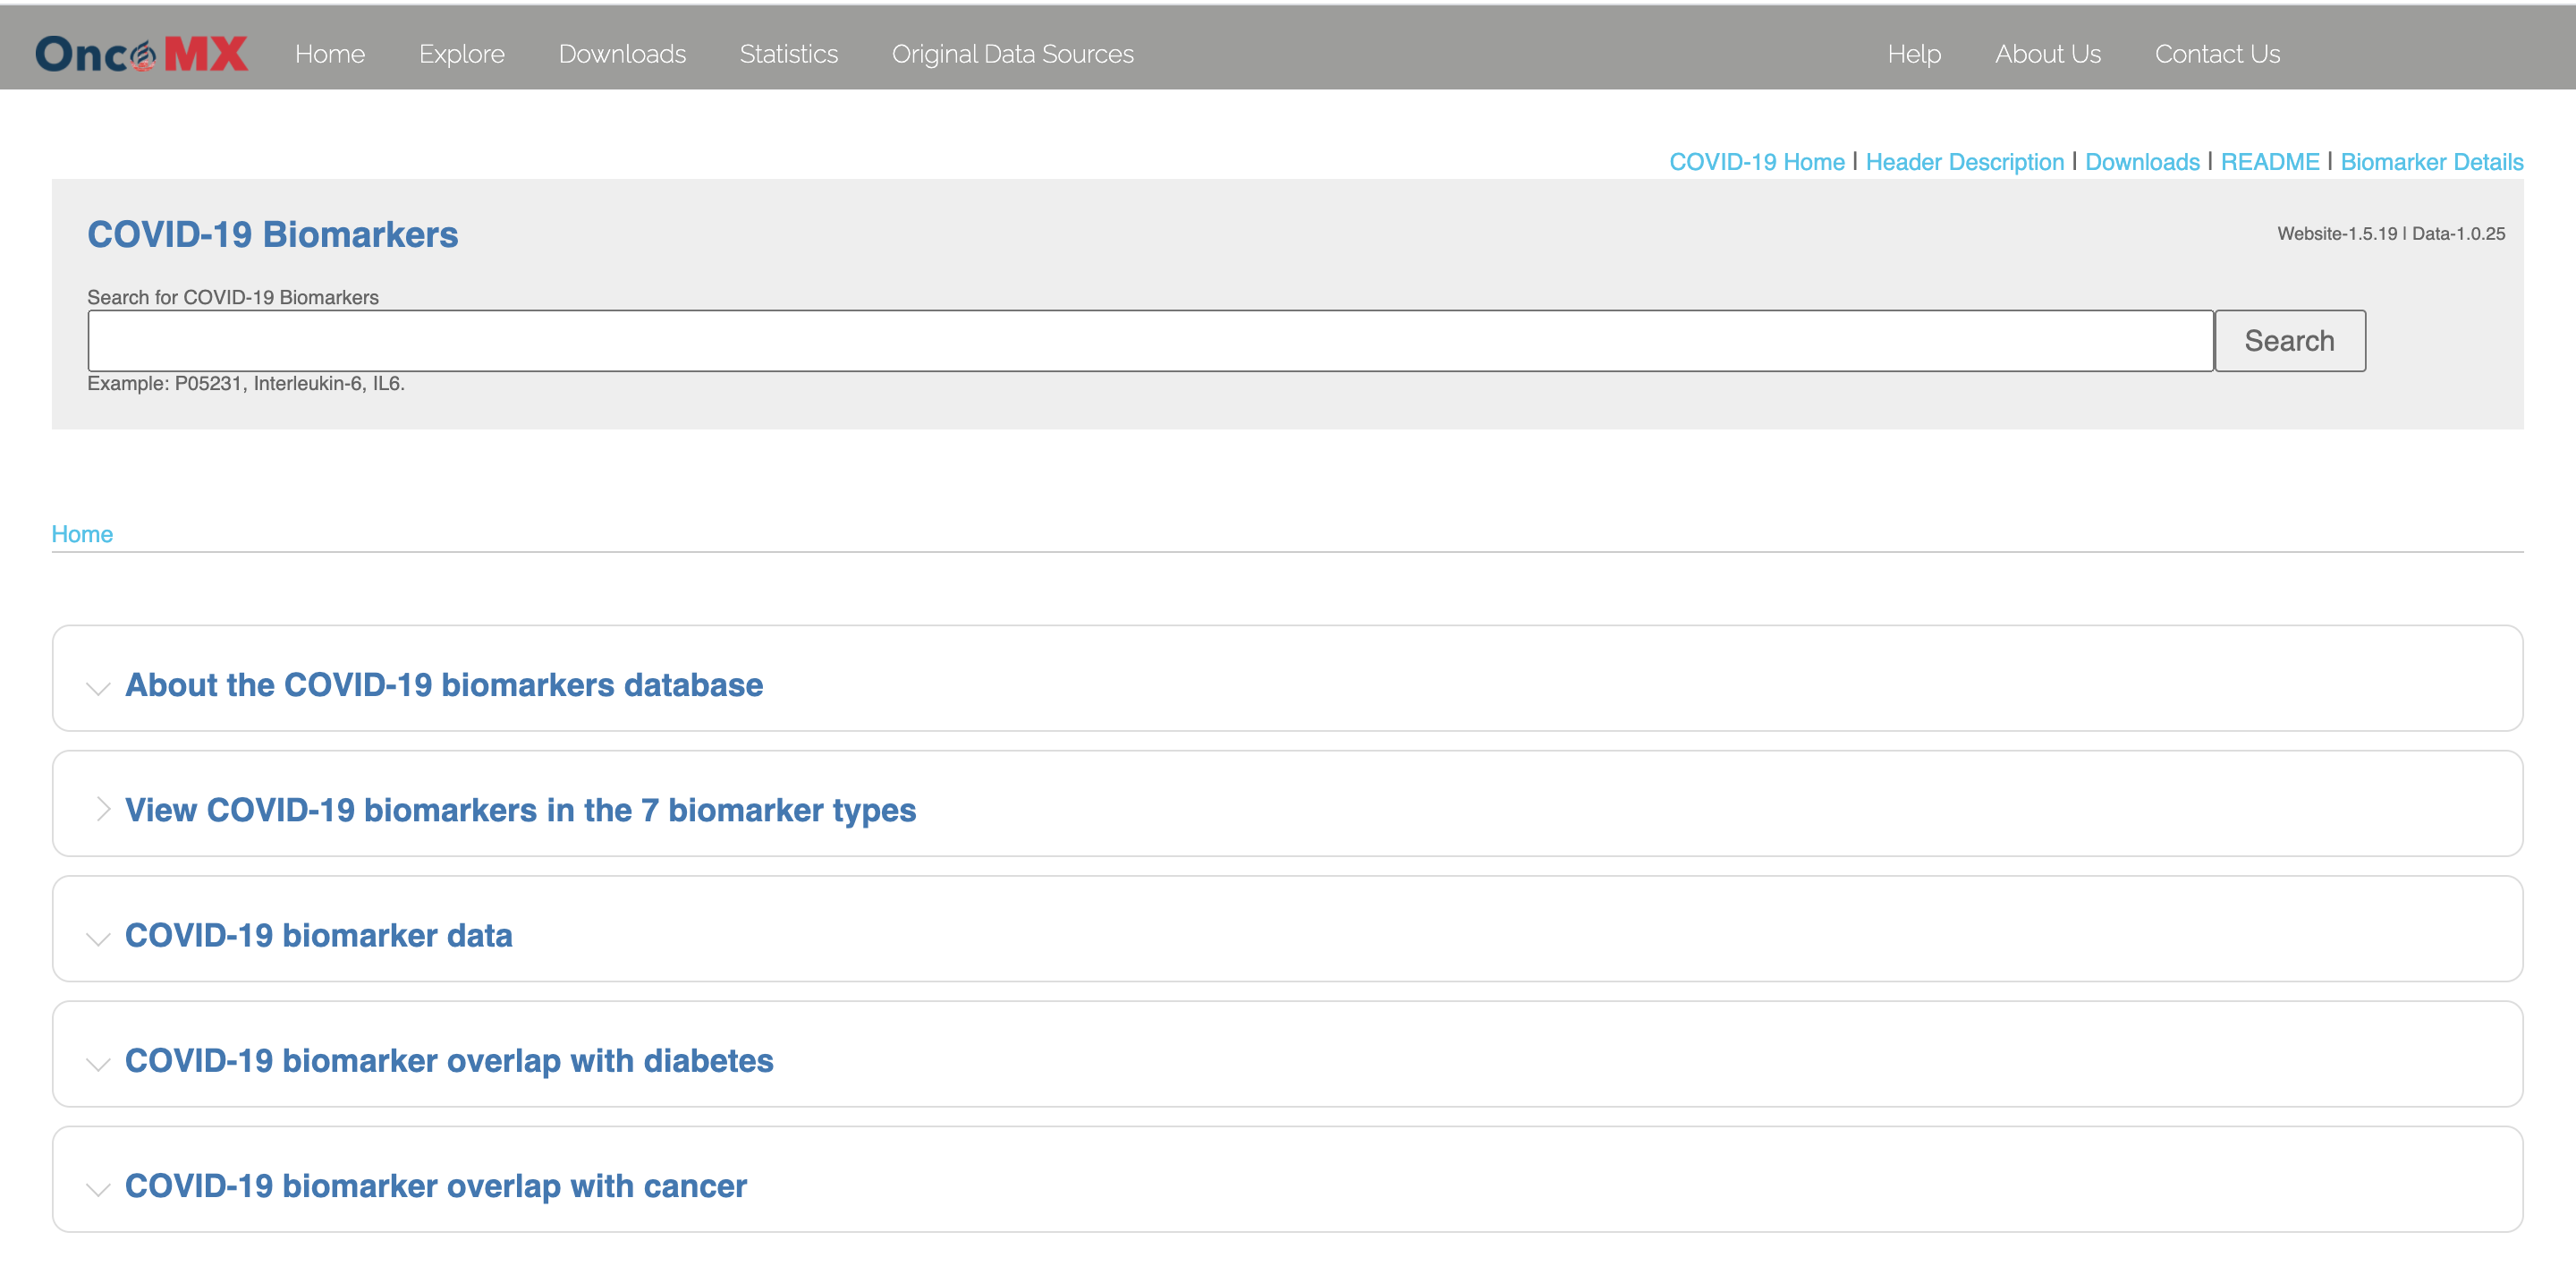 OncoMX Home Explore Downloads Statistics Original Data Sources Help About Us Contact Us
COVID-19 Home | Header Description | Downloads | README | Biomarker Details
COVID-19 Biomarkers Website-1.5.19 | Data-1.0.25
Search for COVID-19 Biomarkers
Search
Example: P05231, Interleukin-6, IL6.
Home
About the COVID-19 biomarkers database
View COVID-19 biomarkers in the 7 biomarker types
COVID-19 biomarker data
COVID-19 biomarker overlap with diabetes
COVID-19 biomarker overlap with cancer